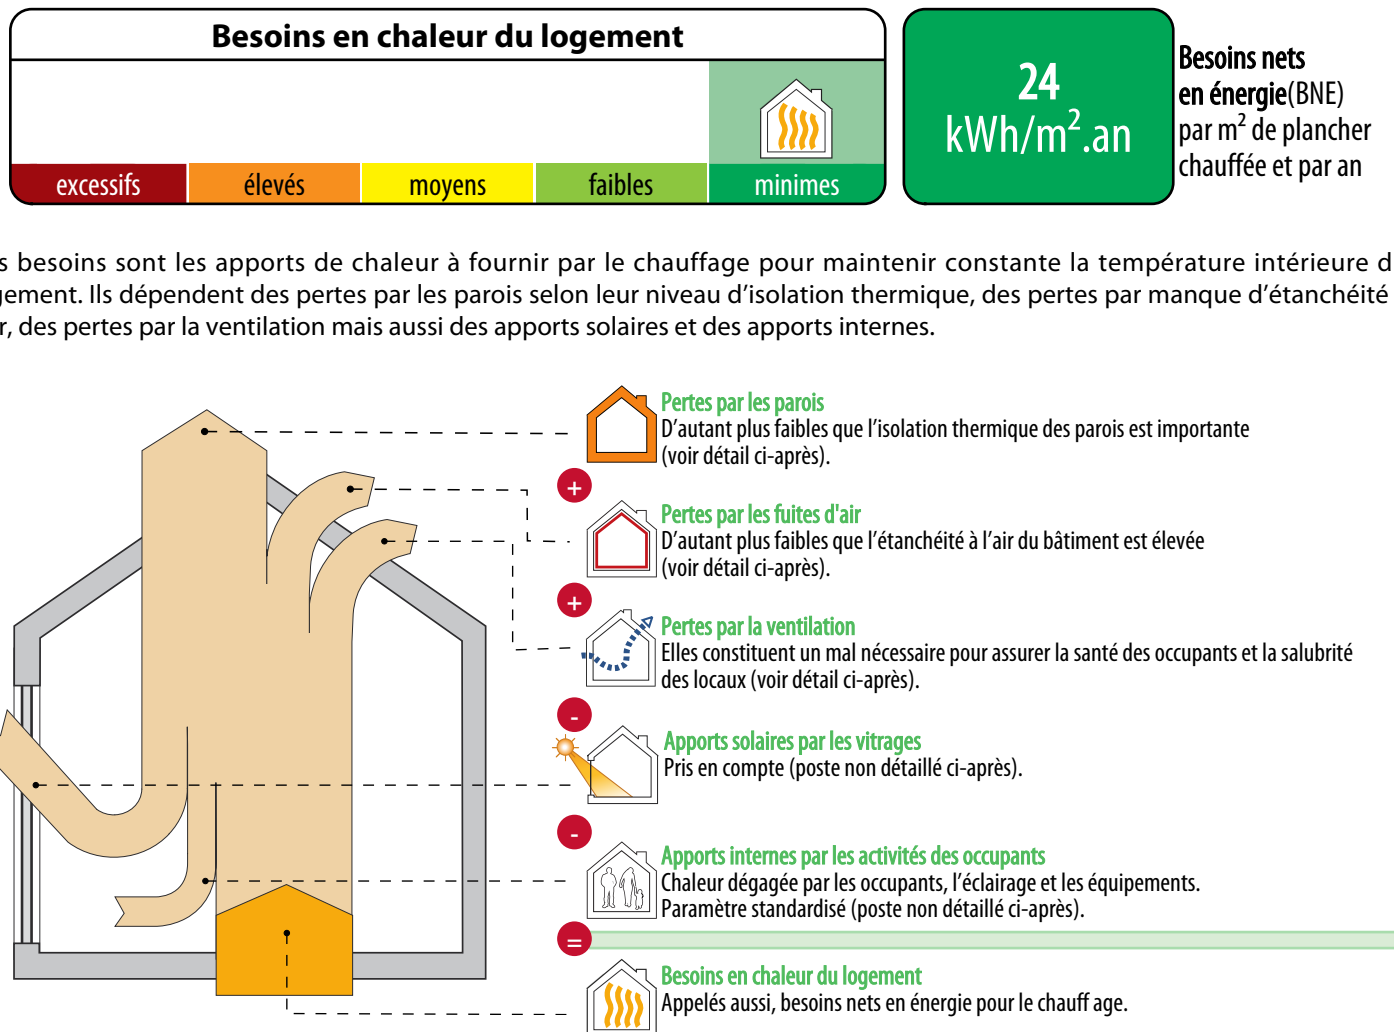 Besoins en chaleur du logement
excessifs
élevés
moyens
faibles
minimes
24
kWh/m².an
Besoins nets
en énergie(BNE)
par m² de plancher
chauffée et par an
s besoins sont les apports de chaleur à fournir par le chauffage pour maintenir constante la température intérieure d
gement. Ils dépendent des pertes par les parois selon leur niveau d’isolation thermique, des pertes par manque d’étanchéité
r, des pertes par la ventilation mais aussi des apports solaires et des apports internes.
Pertes par les parois
D’autant plus faibles que l’isolation thermique des parois est importante
(voir détail ci-après).
+
Pertes par les fuites d'air
D’autant plus faibles que l’étanchéité à l’air du bâtiment est élevée
(voir détail ci-après).
+
Pertes par la ventilation
Elles constituent un mal nécessaire pour assurer la santé des occupants et la salubrité
des locaux (voir détail ci-après).
-
Apports solaires par les vitrages
Pris en compte (poste non détaillé ci-après).
-
Apports internes par les activités des occupants
Chaleur dégagée par les occupants, l’éclairage et les équipements.
Paramètre standardisé (poste non détaillé ci-après).
=
Besoins en chaleur du logement
Appelés aussi, besoins nets en énergie pour le chauff age.